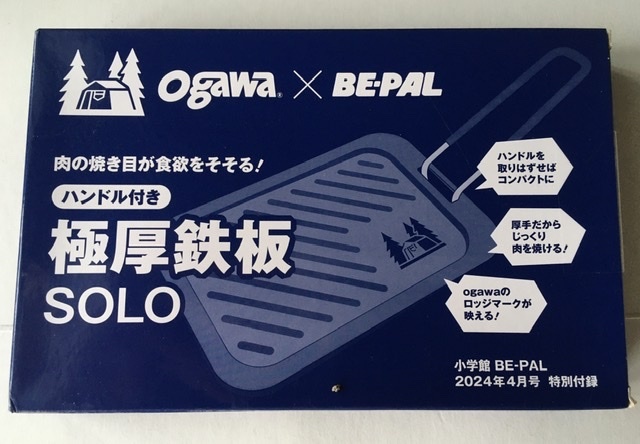 ogawa® × BE-PAL
肉の焼き目が食欲をそそる!
ハンドル付き
極厚鉄板
SOLO
ハンドルを
取りはずせば
コンパクトに
厚手だから
じっくり
肉を焼ける!
ogawaの
ロッジマークが
映える!
小学館 BE-PAL
2024年4月号 特別付録